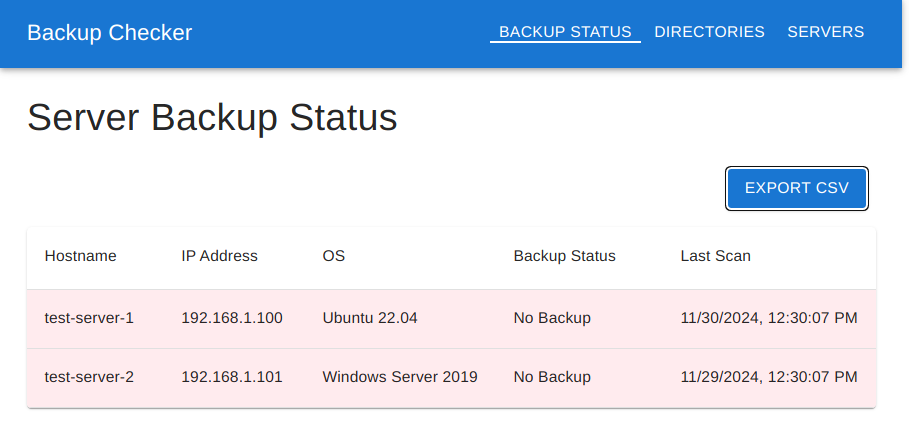 Backup Checker BACKUP STATUS DIRECTORIES SERVERS
Server Backup Status
EXPORT CSV
Hostname IP Address OS Backup Status Last Scan
test-server-1 192.168.1.100 Ubuntu 22.04 No Backup 11/30/2024, 12:30:07 PM
test-server-2 192.168.1.101 Windows Server 2019 No Backup 11/29/2024, 12:30:07 PM